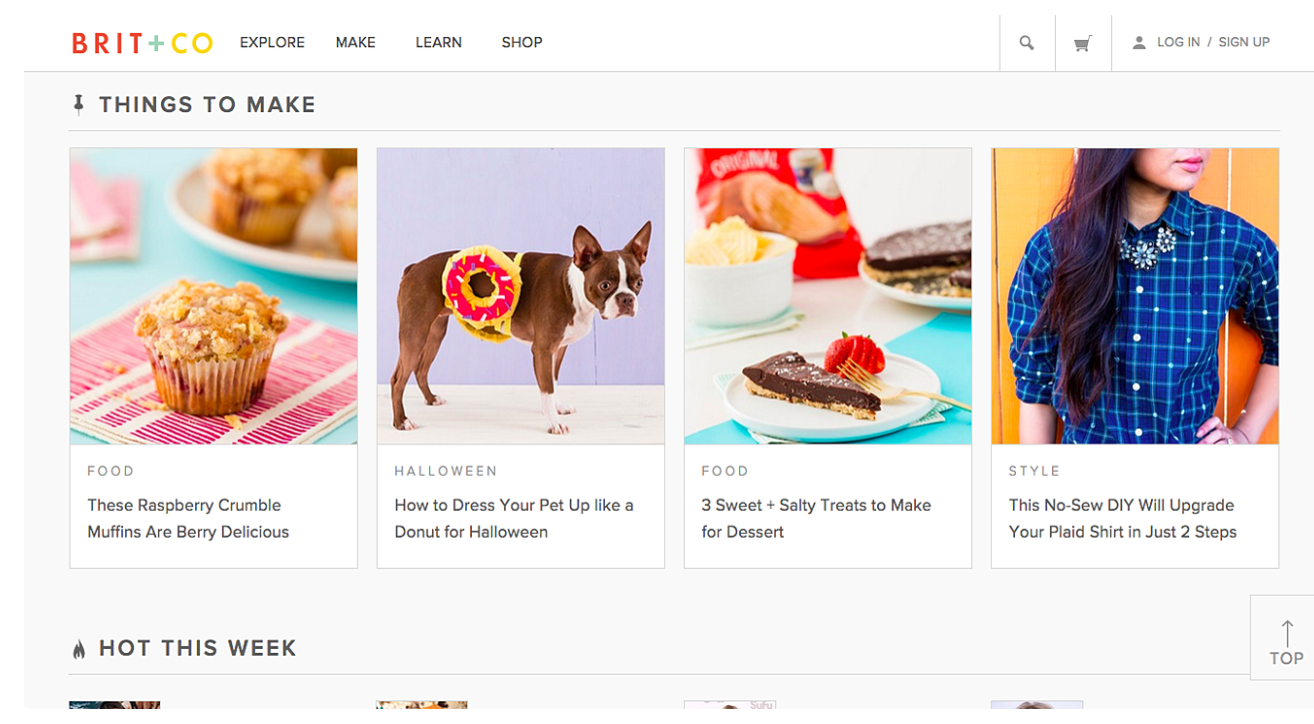 BRIT+CO EXPLORE MAKE LEARN SHOP LOG IN / SIGN UP
THINGS TO MAKE
ORIGINAL
FOOD
These Raspberry Crumble
Muffins Are Berry Delicious
HALLOWEEN
How to Dress Your Pet Up like a
Donut for Halloween
FOOD
3 Sweet + Salty Treats to Make
for Dessert
STYLE
This No-Sew DIY Will Upgrade
Your Plaid Shirt in Just 2 Steps
TOP
HOT THIS WEEK
SuFu